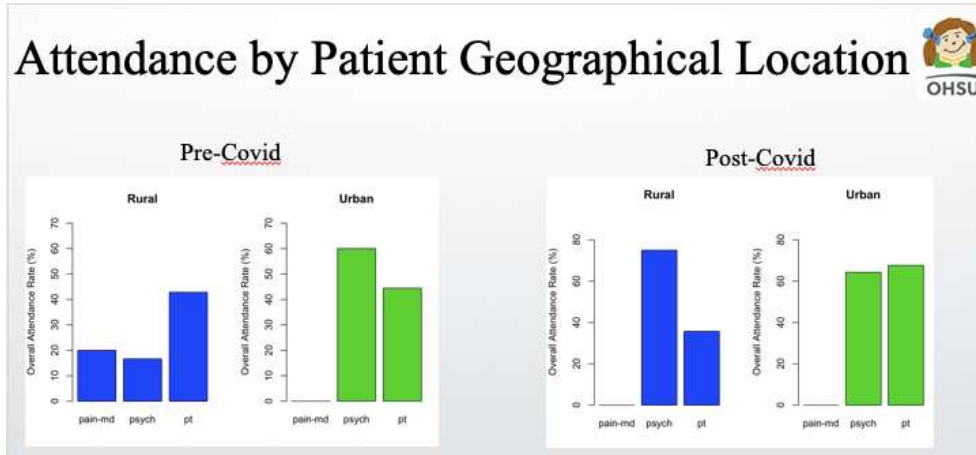 Attendance by Patient Geographical Location
OHSU
Pre-Covid
Post-Covid
Rural
Overall Attendance Rate (%)
0
10
20
30
40
50
60
70
pain-md psych pt
Urban
Overall Attendance Rate (%)
0
10
20
30
40
50
60
70
pain-md psych pt
Rural
Overall Attendance Rate (%)
0
20
40
60
80
pain-md psych pt
Urban
Overall Attendance Rate (%)
0
20
40
60
80
pain-md psych pt